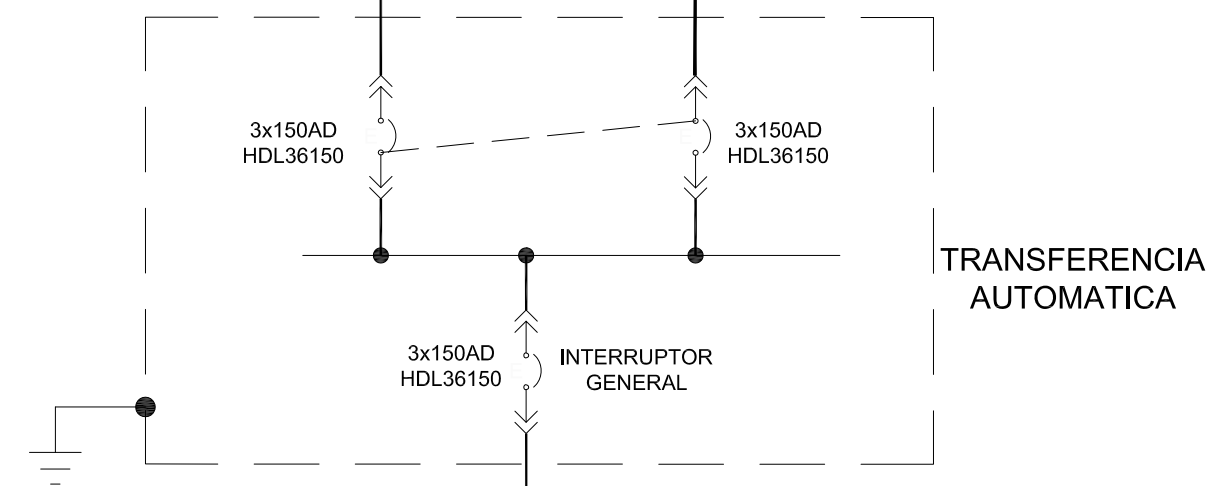 3x150AD
HDL36150
3x150AD
HDL36150
TRANSFERENCIA
AUTOMATICA
3x150AD
HDL36150
INTERRUPTOR
GENERAL